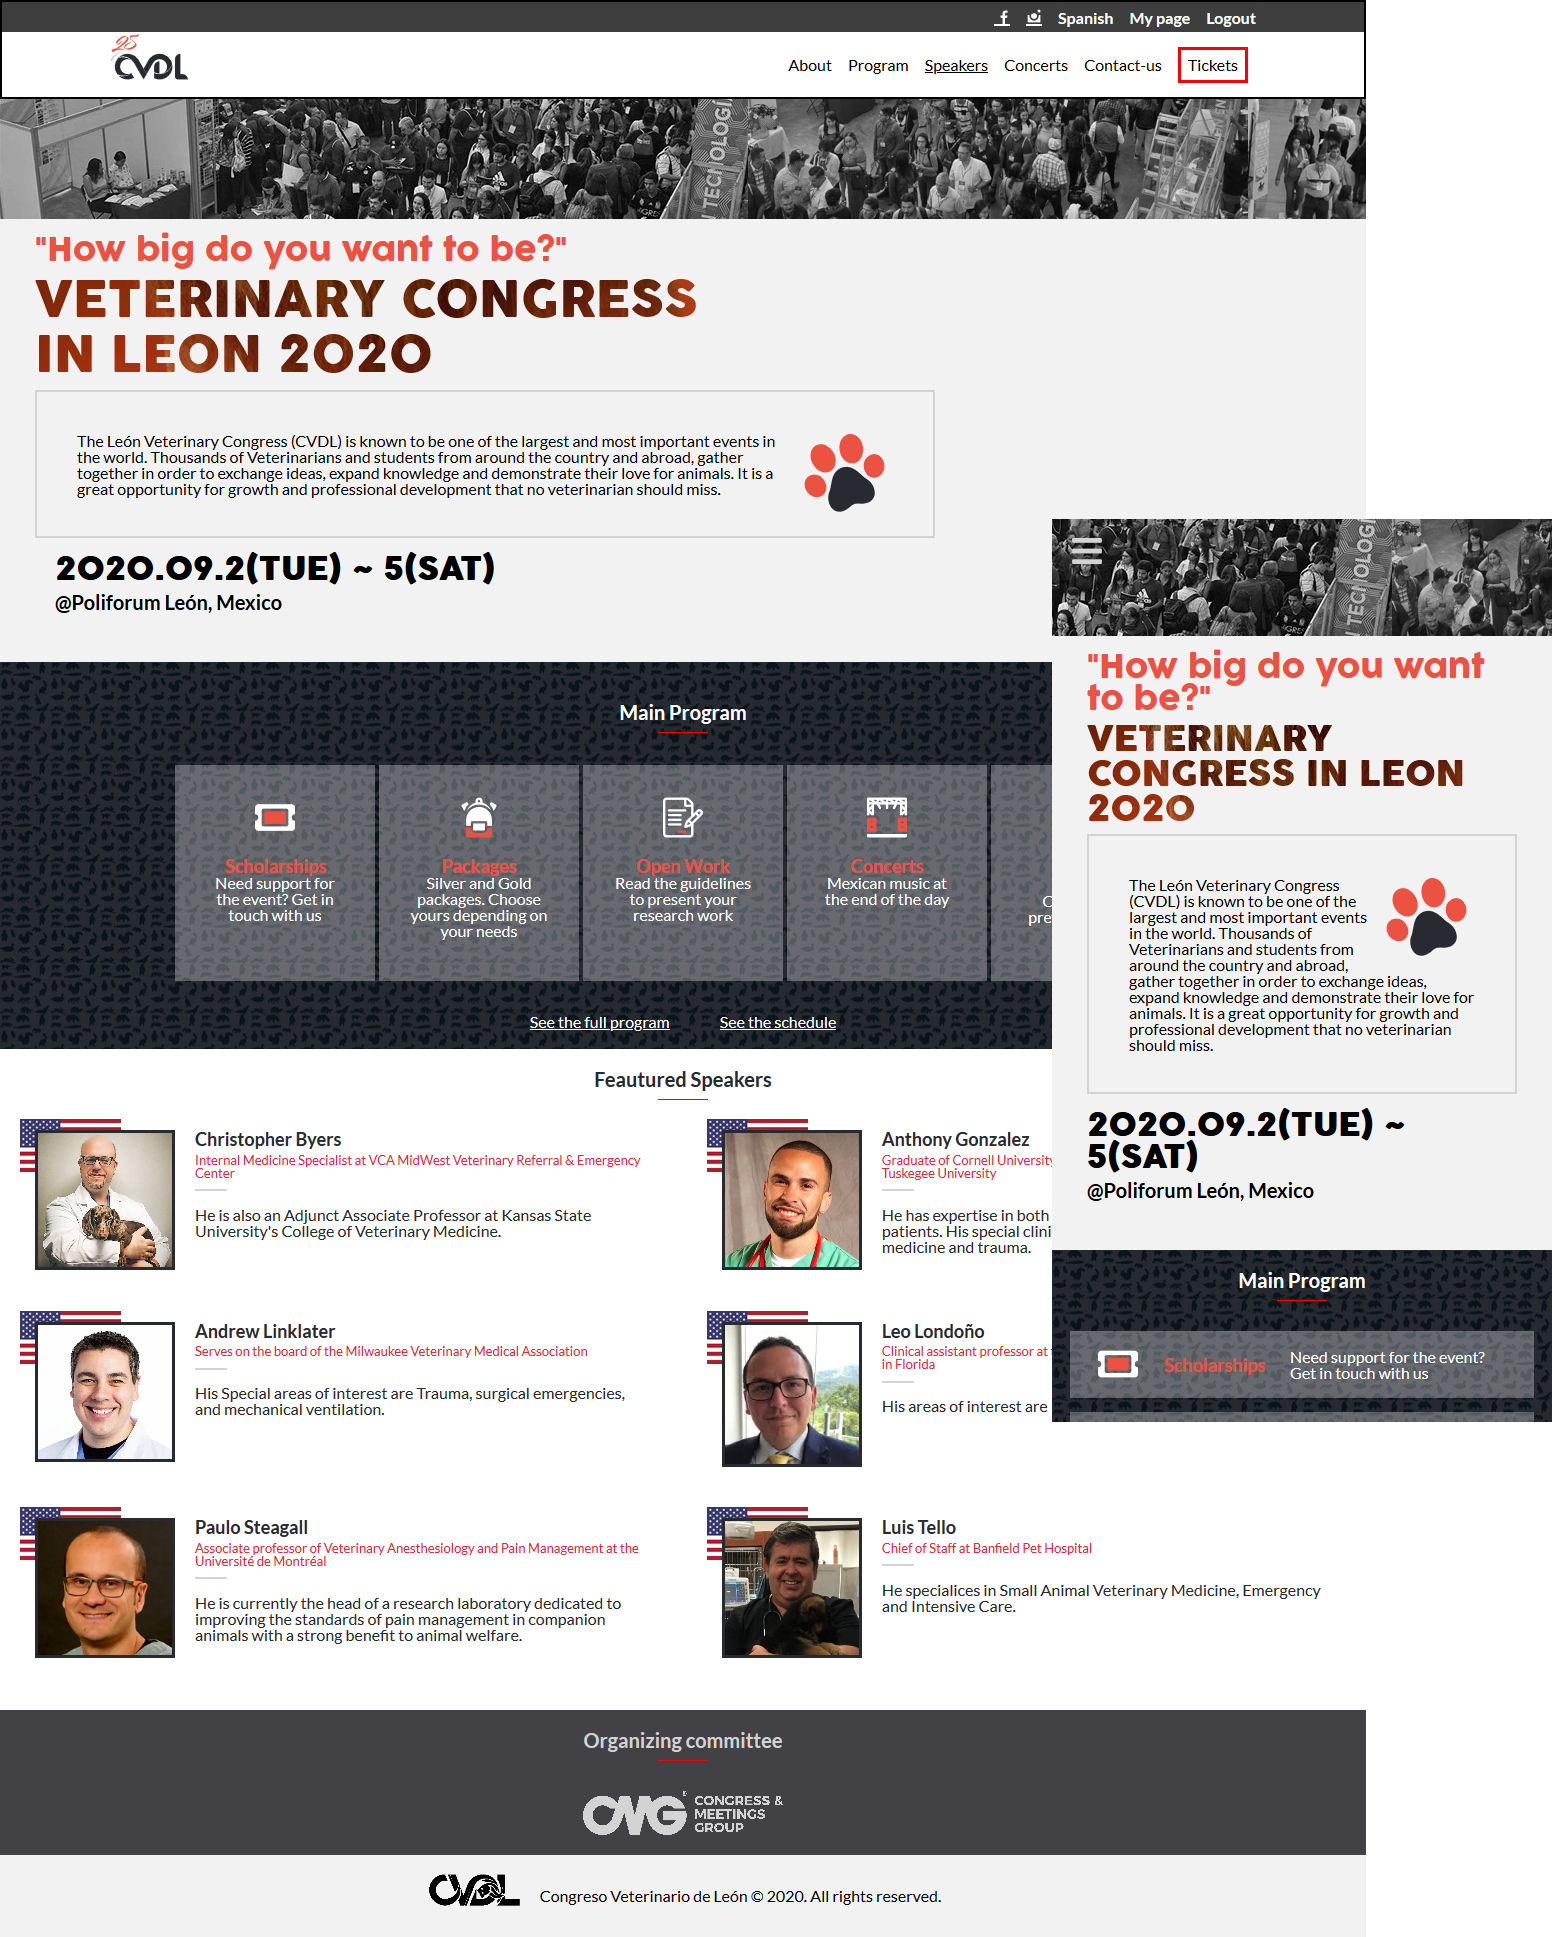 Spanish My page Logout
25
CVDL
About Program Speakers Concerts Contact-us Tickets
"How big do you want to be?"
VETERINARY CONGRESS
IN LEON 2020
The León Veterinary Congress (CVDL) is known to be one of the largest and most important events in
the world. Thousands of Veterinarians and students from around the country and abroad, gather
together in order to exchange ideas, expand knowledge and demonstrate their love for animals. It is a
great opportunity for growth and professional development that no veterinarian should miss.
2020.09.2(TUE) ~ 5(SAT)
@Poliforum León, Mexico
Main Program
Scholarships
Need support for
the event? Get in
touch with us
Packages
Silver and Gold
packages. Choose
yours depending on
your needs
Open Work
Read the guidelines
to present your
research work
Concerts
Mexican music at
the end of the day
C
pre
See the full program
See the schedule
Feautured Speakers
Christopher Byers
Internal Medicine Specialist at VCA MidWest Veterinary Referral & Emergency
Center
He is also an Adjunct Associate Professor at Kansas State
University's College of Veterinary Medicine.
Anthony Gonzalez
Graduate of Cornell University
Tuskegee University
He has expertise in both
patients. His special clini
medicine and trauma.
Andrew Linklater
Serves on the board of the Milwaukee Veterinary Medical Association
His Special areas of interest are Trauma, surgical emergencies,
and mechanical ventilation.
Leo Londoño
Clinical assistant professor at
in Florida
His areas of interest are
Paulo Steagall
Associate professor of Veterinary Anesthesiology and Pain Management at the
Université de Montréal
He is currently the head of a research laboratory dedicated to
improving the standards of pain management in companion
animals with a strong benefit to animal welfare.
Luis Tello
Chief of Staff at Banfield Pet Hospital
He specialices in Small Animal Veterinary Medicine, Emergency
and Intensive Care.
Organizing committee
CMG CONGRESS &
MEETINGS
GROUP
CVDL
Congreso Veterinario de León © 2020. All rights reserved.
"How big do you want
to be?"
VETERINARY
CONGRESS IN LEON
2020
The León Veterinary Congress
(CVDL) is known to be one of the
largest and most important events
in the world. Thousands of
Veterinarians and students from
around the country and abroad,
gather together in order to exchange ideas,
expand knowledge and demonstrate their love for
animals. It is a great opportunity for growth and
professional development that no veterinarian
should miss.
2020.09.2(TUE) ~
5(SAT)
@Poliforum León, Mexico
Main Program
Scholarships
Need support for the event?
Get in touch with us